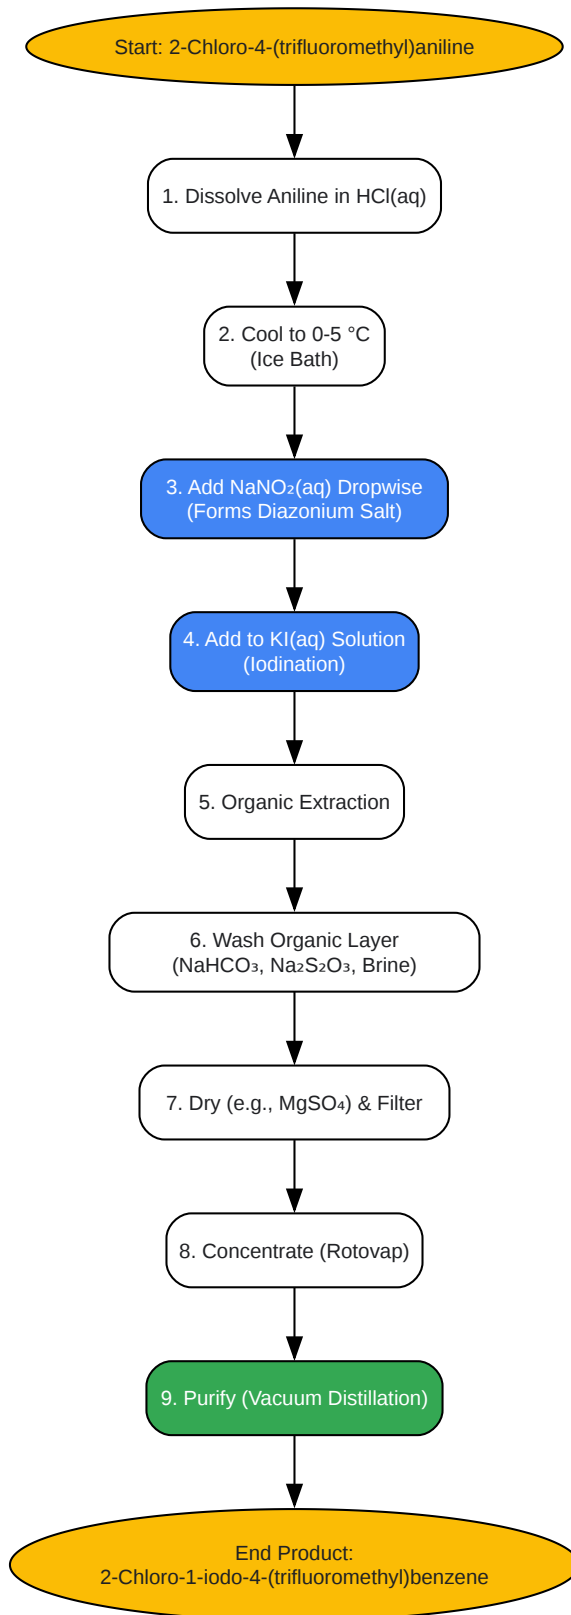 Start: 2-Chloro-4-(trifluoromethyl)aniline
1. Dissolve Aniline in HCl(aq)
2. Cool to 0-5 °C
(Ice Bath)
3. Add NaNO₂(aq) Dropwise
(Forms Diazonium Salt)
4. Add to KI(aq) Solution
(Iodination)
5. Organic Extraction
6. Wash Organic Layer
(NaHCO₃, Na₂S₂O₃, Brine)
7. Dry (e.g., MgSO₄) & Filter
8. Concentrate (Rotovap)
9. Purify (Vacuum Distillation)
End Product:
2-Chloro-1-iodo-4-(trifluoromethyl)benzene